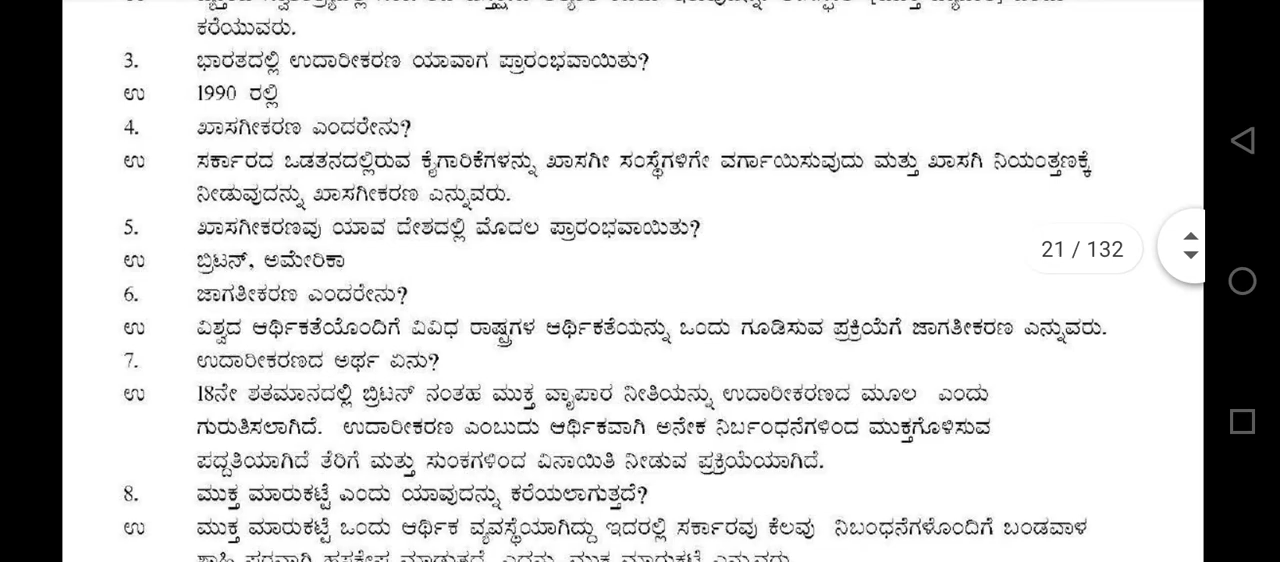 ಕರೆಯುವರು.
3. ಭಾರತದಲ್ಲಿ ಉದಾರೀಕರಣ ಯಾವಾಗ ಪ್ರಾರಂಭವಾಯಿತು?
ಉ 1990 ರಲ್ಲಿ
4. ಖಾಸಗೀಕರಣ ಎಂದರೇನು?
ಉ ಸರ್ಕಾರದ ಒಡತನದಲ್ಲಿರುವ ಕೈಗಾರಿಕೆಗಳನ್ನು ಖಾಸಗೀ ಸಂಸ್ಥೆಗಳಿಗೇ ವರ್ಗಾಯಿಸುವುದು ಮತ್ತು ಖಾಸಗಿ ನಿಯಂತ್ರಣಕ್ಕೆ
ನೀಡುವುದನ್ನು ಖಾಸಗೀಕರಣ ಎನ್ನುವರು.
5. ಖಾಸಗೀಕರಣವು ಯಾವ ದೇಶದಲ್ಲಿ ಮೊದಲ ಪ್ರಾರಂಭವಾಯಿತು?
21 / 132
ಉ ಬ್ರಿಟನ್, ಅಮೇರಿಕಾ
6. ಜಾಗತೀಕರಣ ಎಂದರೇನು?
ಉ ವಿಶ್ವದ ಆರ್ಥಿಕತೆಯೊಂದಿಗೆ ವಿವಿಧ ರಾಷ್ಟ್ರಗಳ ಆರ್ಥಿಕತೆಯನ್ನು ಒಂದು ಗೂಡಿಸುವ ಪ್ರಕ್ರಿಯೆಗೆ ಜಾಗತೀಕರಣ ಎನ್ನುವರು.
7. ಉದಾರೀಕರಣದ ಅರ್ಥ ಏನು?
ಉ 18ನೇ ಶತಮಾನದಲ್ಲಿ ಬ್ರಿಟನ್ ನಂತಹ ಮುಕ್ತ ವ್ಯಾಪಾರ ನೀತಿಯನ್ನು ಉದಾರೀಕರಣದ ಮೂಲ ಎಂದು
ಗುರುತಿಸಲಾಗಿದೆ. ಉದಾರೀಕರಣ ಎಂಬುದು ಆರ್ಥಿಕವಾಗಿ ಅನೇಕ ನಿರ್ಬಂಧನೆಗಳಿಂದ ಮುಕ್ತಗೊಳಿಸುವ
ಪದ್ದತಿಯಾಗಿದೆ ತೆರಿಗೆ ಮತ್ತು ಸುಂಕಗಳಿಂದ ವಿನಾಯಿತಿ ನೀಡುವ ಪ್ರಕ್ರಿಯೆಯಾಗಿದೆ.
8. ಮುಕ್ತ ಮಾರುಕಟ್ಟೆ ಎಂದು ಯಾವುದನ್ನು ಕರೆಯಲಾಗುತ್ತದೆ?
ಉ ಮುಕ್ತ ಮಾರುಕಟ್ಟೆ ಒಂದು ಆರ್ಥಿಕ ವ್ಯವಸ್ಥೆಯಾಗಿದ್ದು ಇದರಲ್ಲಿ ಸರ್ಕಾರವು ಕೆಲವು ನಿಬಂಧನೆಗಳೊಂದಿಗೆ ಬಂಡವಾಳ